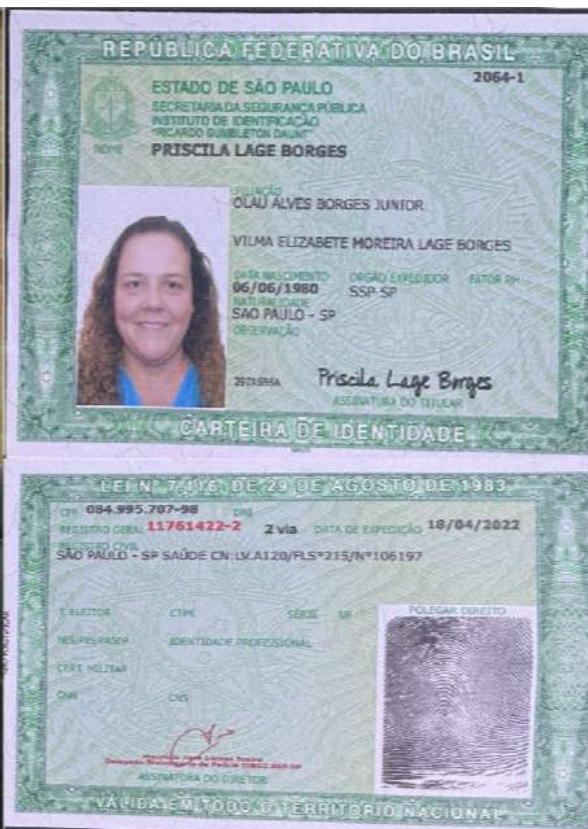 REPÚBLICA FEDERATIVA DO BRASIL
2064-1
ESTADO DE SÃO PAULO
SECRETARIA DA SEGURANÇA PÚBLICA
INSTITUTO DE IDENTIFICAÇÃO
"RICARDO GUMBLETON DAUNT"
NOME
PRISCILA LAGE BORGES
FILIAÇÃO
OLAU ALVES BORGES JUNIOR
VILMA ELIZABETE MOREIRA LAGE BORGES
DATA NASCIMENTO ORGÃO EXPEDIDOR FATOR RH
06/06/1980 SSP-SP
NATURALIDADE
SAO PAULO - SP
OBSERVAÇÃO
Priscila Lage Borges
ASSINATURA DO TITULAR
CARTEIRA DE IDENTIDADE
LEI Nº 7.116, DE 29 DE AGOSTO DE 1983
CPF 084.995.707-98 DNI
REGISTRO GERAL 11761422-2 2 via DATA DE EXPEDIÇÃO 18/04/2022
REGISTRO CIVIL
SÃO PAULO - SP SAÚDE CN:LV.A120/FLSº215/Nº106197
T. ELEITOR CTPS SÉRIE UF POLEGAR DIREITO
NIS/PIS/PASEP IDENTIDADE PROFISSIONAL
CERT. MILITAR
CNH CNS
ASSINATURA DO DIRETOR
VÁLIDA EM TODO O TERRITÓRIO NACIONAL